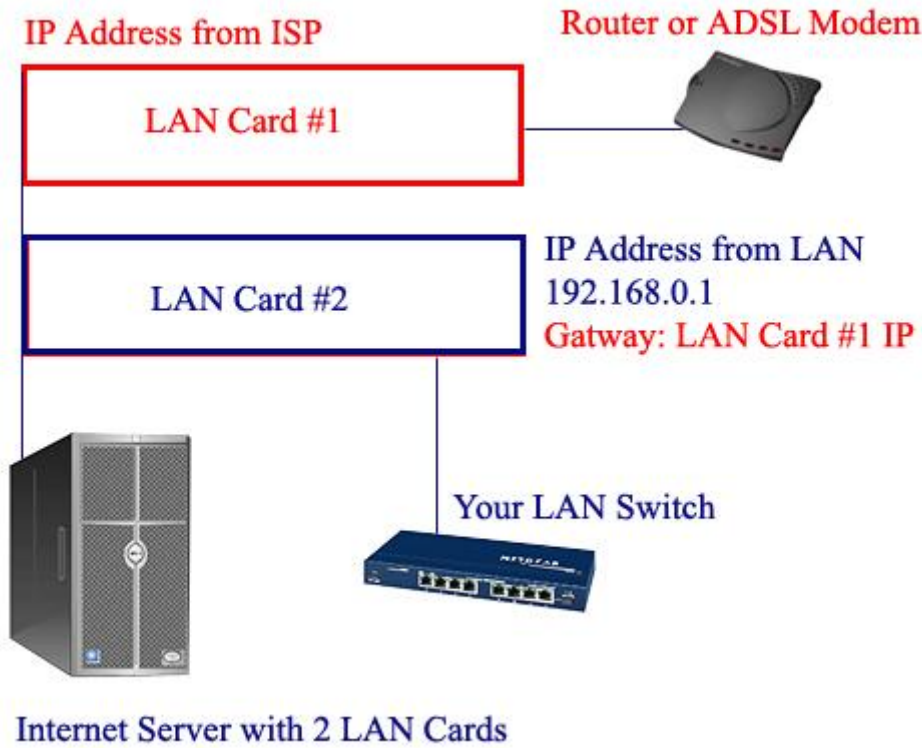 IP Address from ISP
Router or ADSL Modem
LAN Card #1
IP Address from LAN
192.168.0.1
Gatway: LAN Card #1 IP
LAN Card #2
Your LAN Switch
NETGEAR
Internet Server with 2 LAN Cards